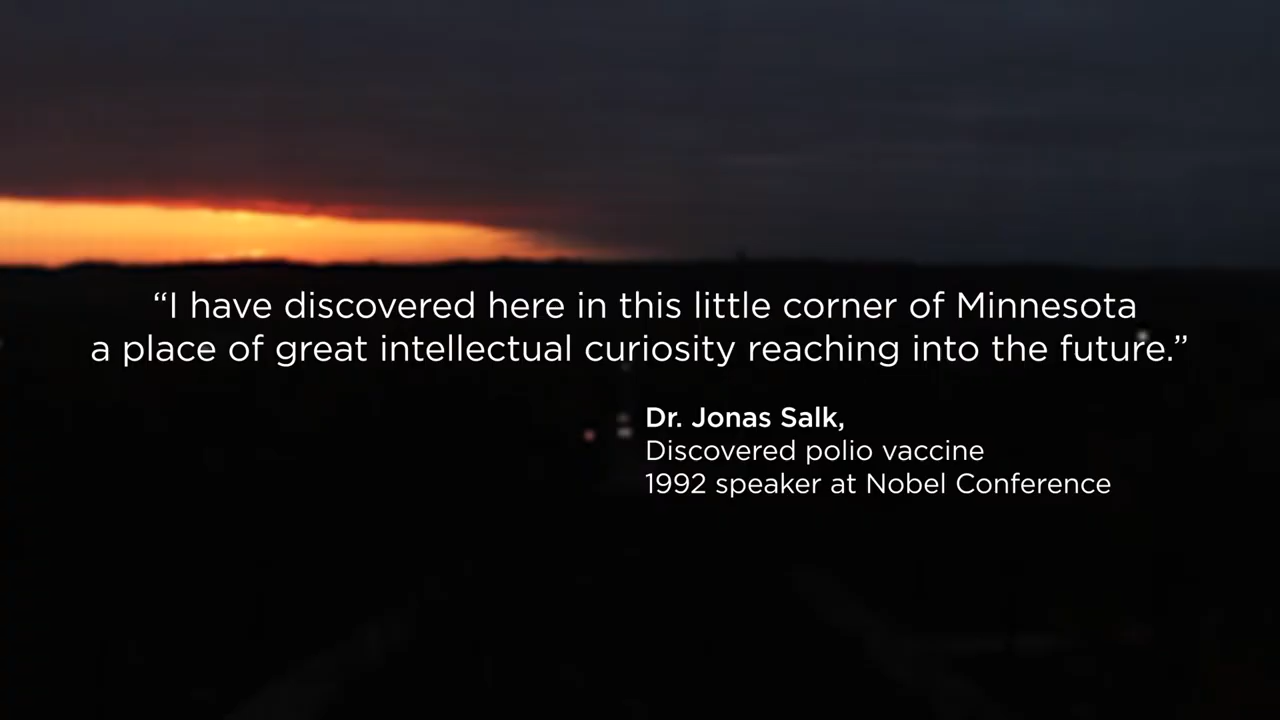 “I have discovered here in this little corner of Minnesota
a place of great intellectual curiosity reaching into the future.”
Dr. Jonas Salk,
Discovered polio vaccine
1992 speaker at Nobel Conference